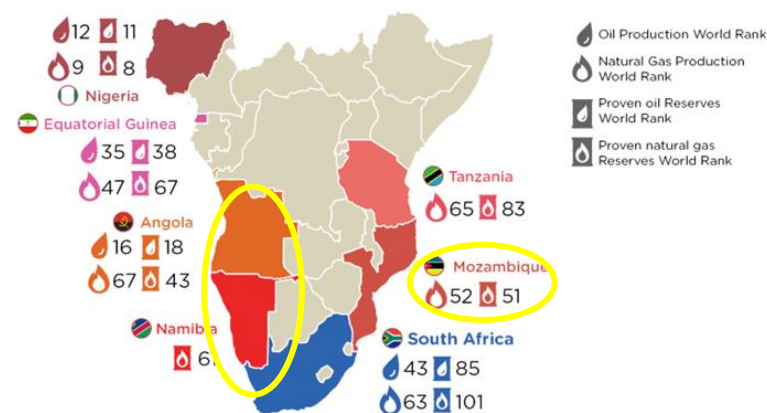 12 11
9 8
Nigeria
Equatorial Guinea
35 38
47 67
Angola
16 18
67 43
Namibia
Tanzania
65 83
Mozambique
52 51
South Africa
43 85
63 101
Oil Production World Rank
Natural Gas Production
World Rank
Proven oil Reserves
World Rank
Proven natural gas
Reserves World Rank